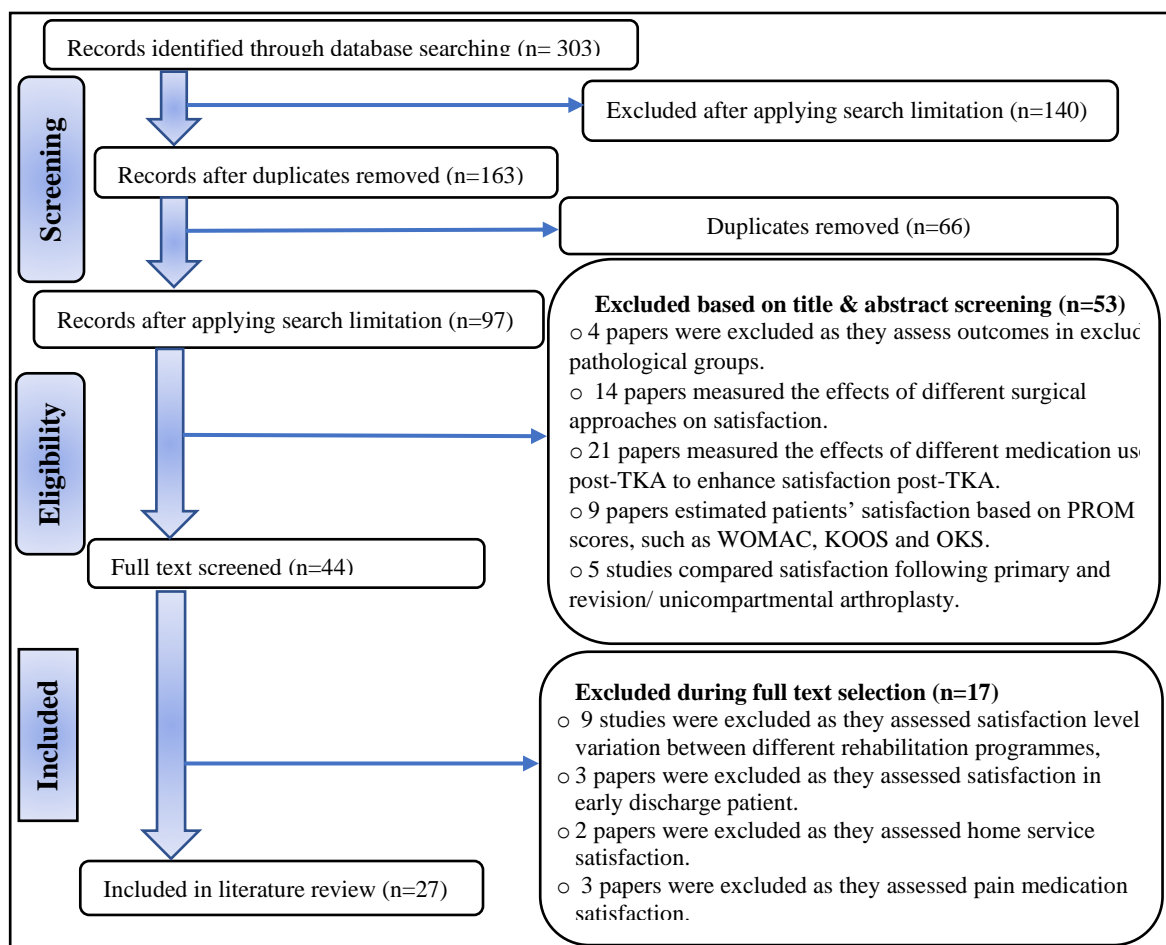 Records identified through database searching (n= 303)
Screening
Excluded after applying search limitation (n=140)
Records after duplicates removed (n=163)
Duplicates removed (n=66)
Records after applying search limitation (n=97)
Excluded based on title & abstract screening (n=53)
o 4 papers were excluded as they assess outcomes in exclud
pathological groups.
o 14 papers measured the effects of different surgical
approaches on satisfaction.
o 21 papers measured the effects of different medication us
post-TKA to enhance satisfaction post-TKA.
o 9 papers estimated patients’ satisfaction based on PROM
scores, such as WOMAC, KOOS and OKS.
o 5 studies compared satisfaction following primary and
revision/ unicompartmental arthroplasty.
Eligibility
Full text screened (n=44)
Included
Excluded during full text selection (n=17)
o 9 studies were excluded as they assessed satisfaction level
variation between different rehabilitation programmes,
o 3 papers were excluded as they assessed satisfaction in
early discharge patient.
o 2 papers were excluded as they assessed home service
satisfaction.
o 3 papers were excluded as they assessed pain medication
satisfaction.
Included in literature review (n=27)